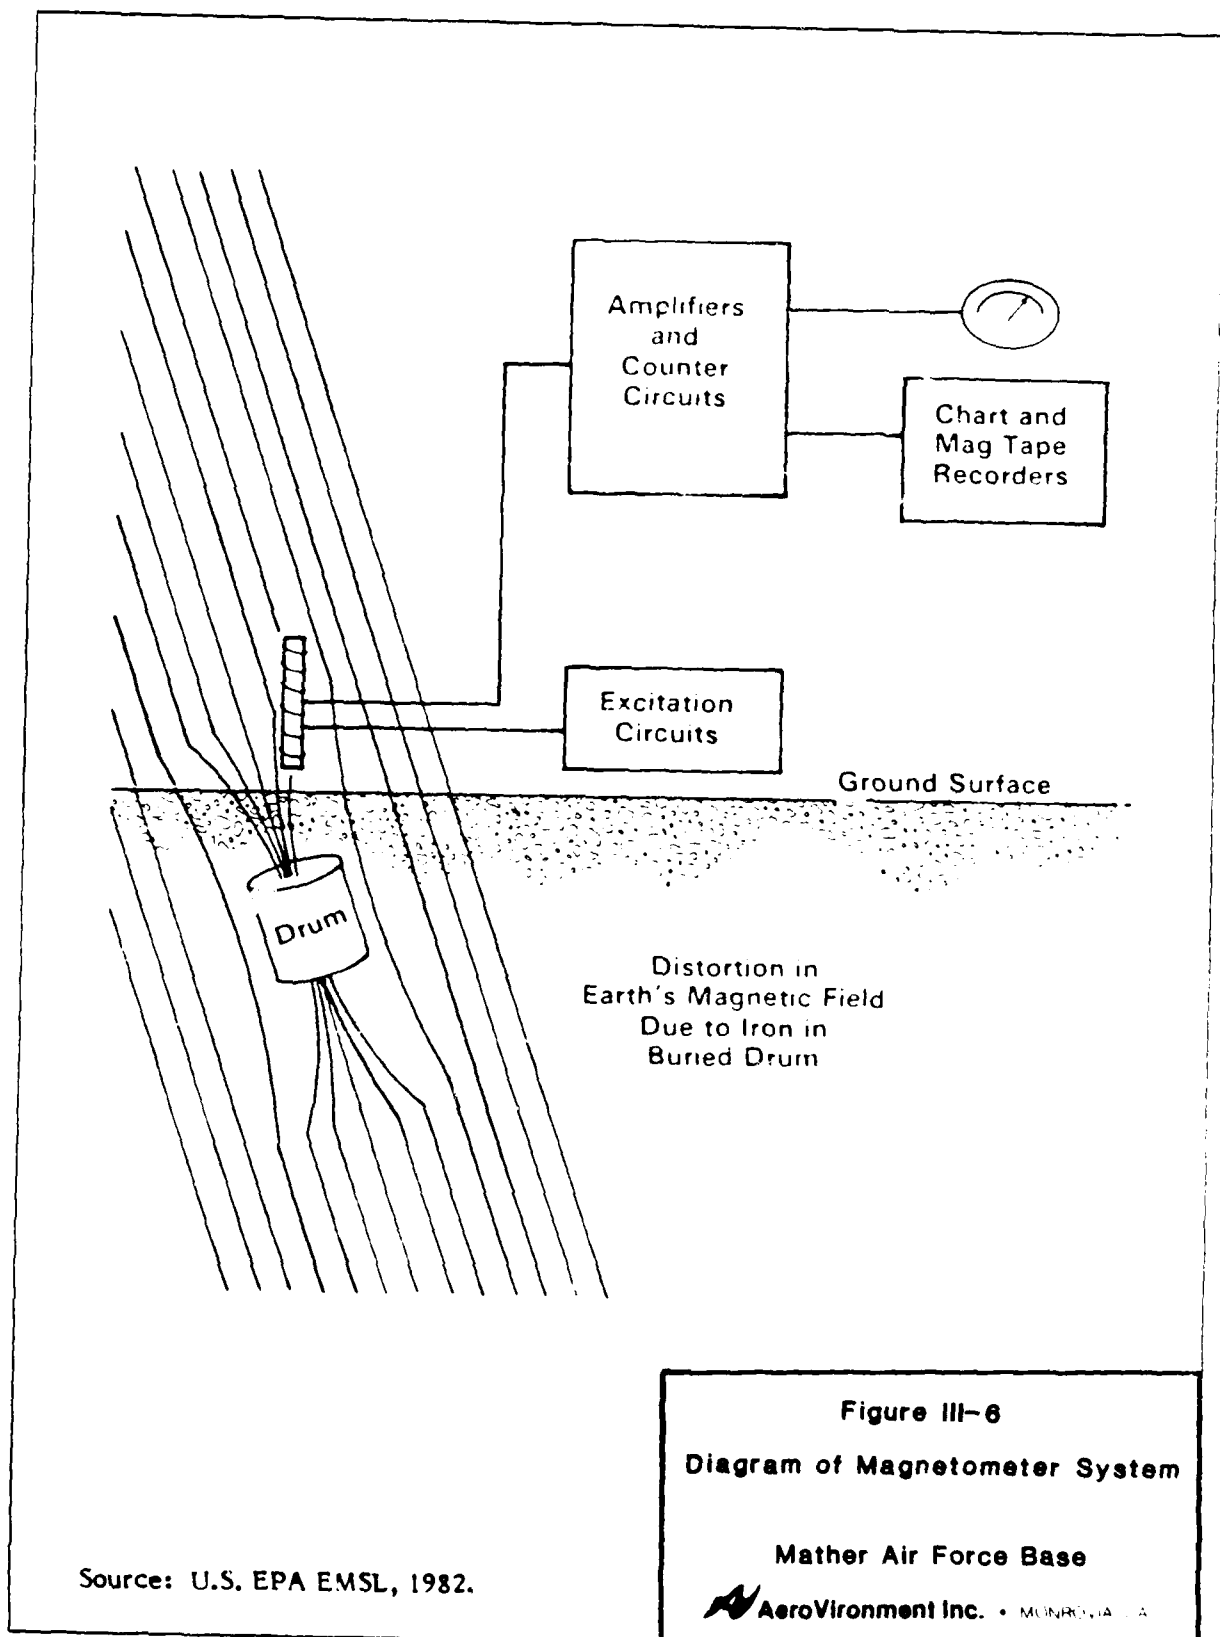 Amplifiers
and
Counter
Circuits
Chart and
Mag Tape
Recorders
Excitation
Circuits
Ground Surface
Drum
Distortion in
Earth's Magnetic Field
Due to Iron in
Buried Drum
Figure III-6
Diagram of Magnetometer System
Mather Air Force Base
Source: U.S. EPA EMSL, 1982.
AeroVironment Inc. • MONROVIA, CA